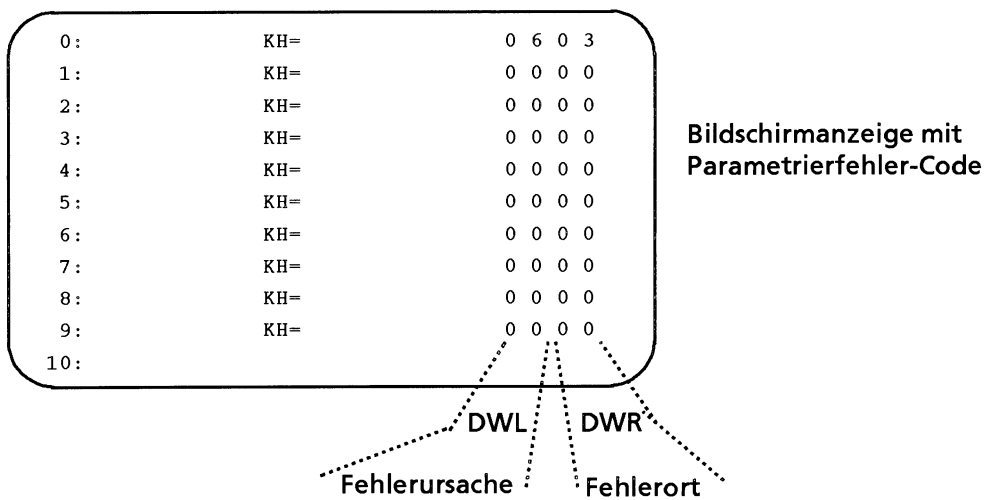 0: KH= 0 6 0 3
1: KH= 0 0 0 0
2: KH= 0 0 0 0
3: KH= 0 0 0 0
4: KH= 0 0 0 0
5: KH= 0 0 0 0
6: KH= 0 0 0 0
7: KH= 0 0 0 0
8: KH= 0 0 0 0
9: KH= 0 0 0 0
10:
Bildschirmanzeige mit
Parametrierfehler-Code
DWL DWR
Fehlerursache Fehlerort